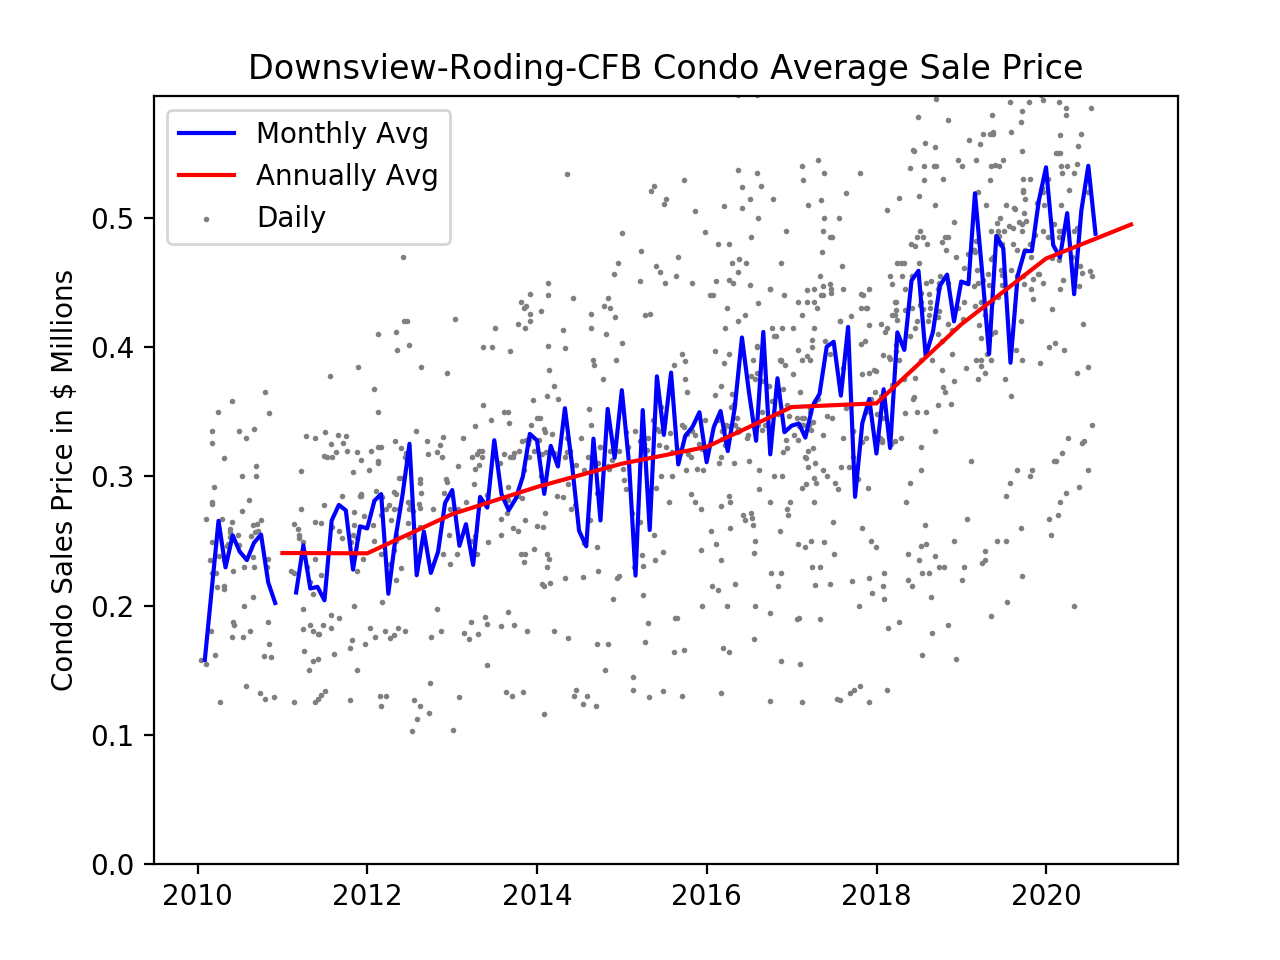 Downsview-Roding-CFB Condo Average Sale Price
Monthly Avg
Annually Avg
Daily
Condo Sales Price in $ Millions
0.5
0.4
0.3
0.2
0.1
0.0
2010 2012 2014 2016 2018 2020